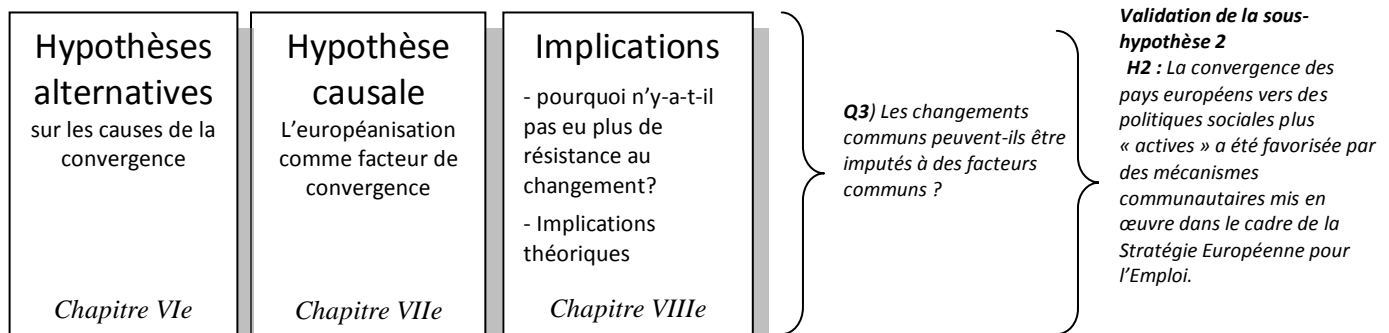 Hypothèses
alternatives
sur les causes de la
convergence
Chapitre VIe
Hypothèse
causale
L’européanisation
comme facteur de
convergence
Chapitre VIIe
Implications
- pourquoi n’y-a-t-il
pas eu plus de
résistance au
changement?
- Implications
théoriques
Chapitre VIIIe
Q3) Les changements
communs peuvent-ils être
imputés à des facteurs
communs ?
Validation de la sous-
hypothèse 2
H2 : La convergence des
pays européens vers des
politiques sociales plus
« actives » a été favorisée par
des mécanismes
communautaires mis en
œuvre dans le cadre de la
Stratégie Européenne pour
l’Emploi.